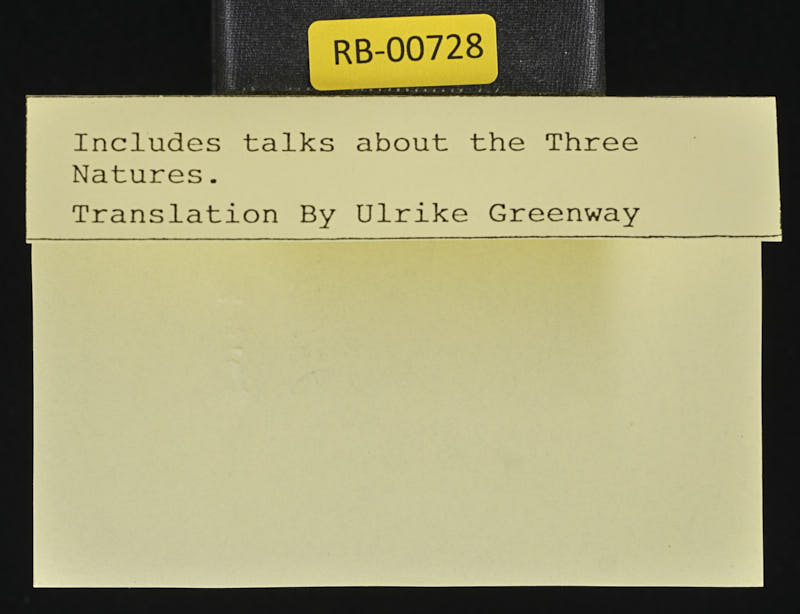 RB-00728
Includes talks about the Three
Natures.
Translation By Ulrike Greenway